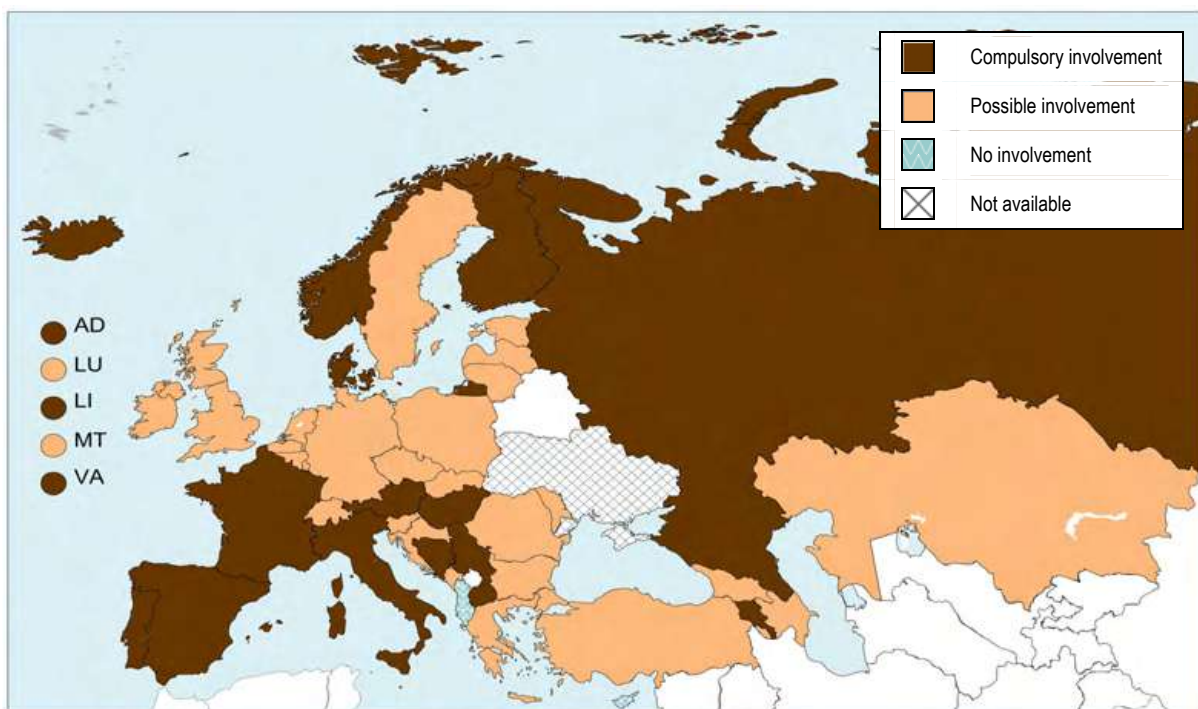 Compulsory involvement
Possible involvement
No involvement
Not available
AD
LU
LI
MT
VA